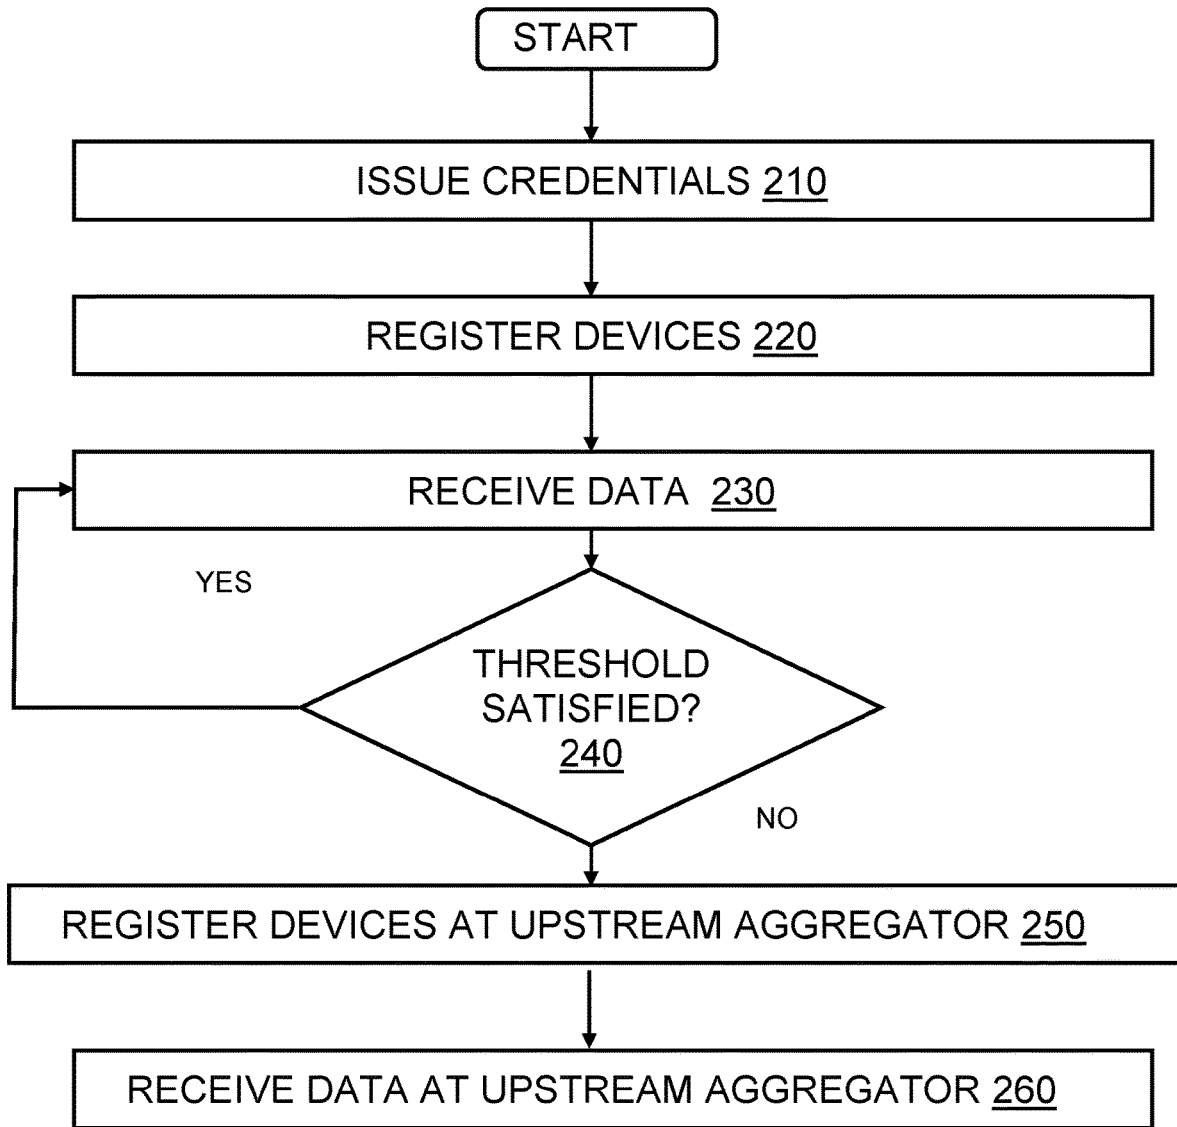 START
ISSUE CREDENTIALS 210
REGISTER DEVICES 220
RECEIVE DATA 230
YES
THRESHOLD
SATISFIED?
240
NO
REGISTER DEVICES AT UPSTREAM AGGREGATOR 250
RECEIVE DATA AT UPSTREAM AGGREGATOR 260